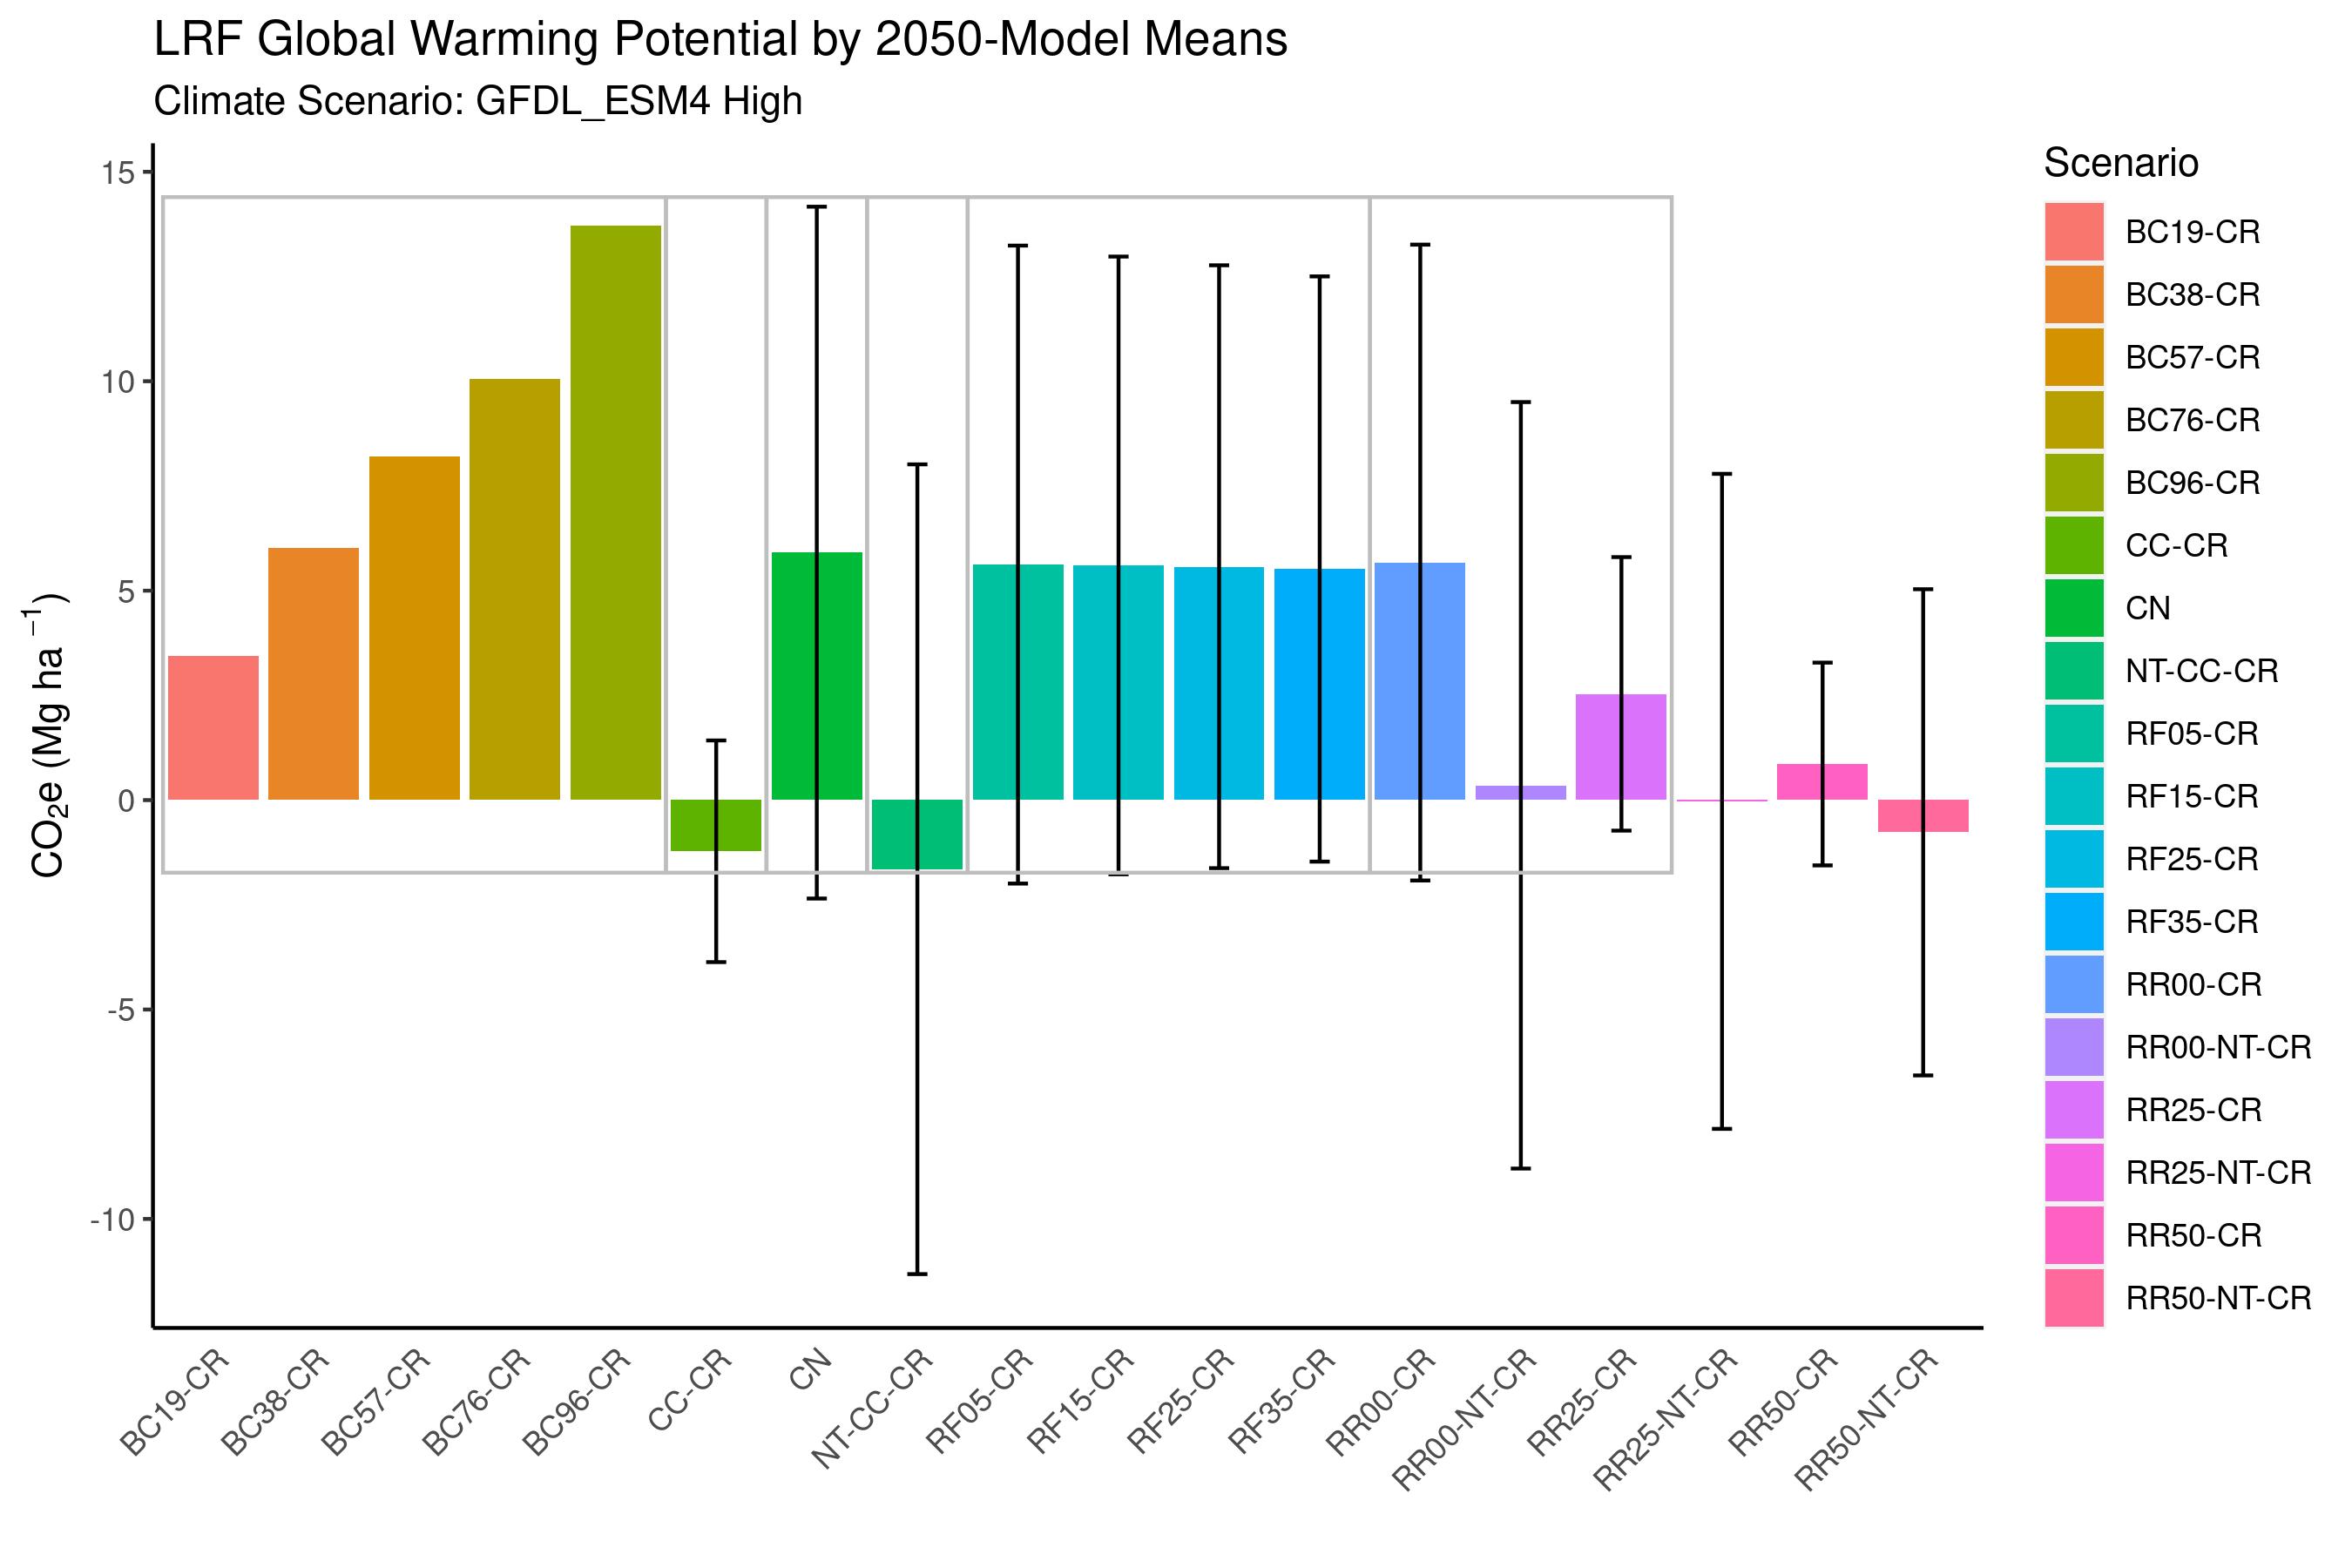 LRF Global Warming Potential by 2050-Model Means
Climate Scenario: GFDL_ESM4 High
CO2e (Mg ha −1)
15
10
5
0
-5
-10
BC19-CR
BC38-CR
BC57-CR
BC76-CR
BC96-CR
CC-CR
CN
NT-CC-CR
RF05-CR
RF15-CR
RF25-CR
RF35-CR
RR00-CR
RR00-NT-CR
RR25-CR
RR25-NT-CR
RR50-CR
RR50-NT-CR
Scenario
BC19-CR
BC38-CR
BC57-CR
BC76-CR
BC96-CR
CC-CR
CN
NT-CC-CR
RF05-CR
RF15-CR
RF25-CR
RF35-CR
RR00-CR
RR00-NT-CR
RR25-CR
RR25-NT-CR
RR50-CR
RR50-NT-CR